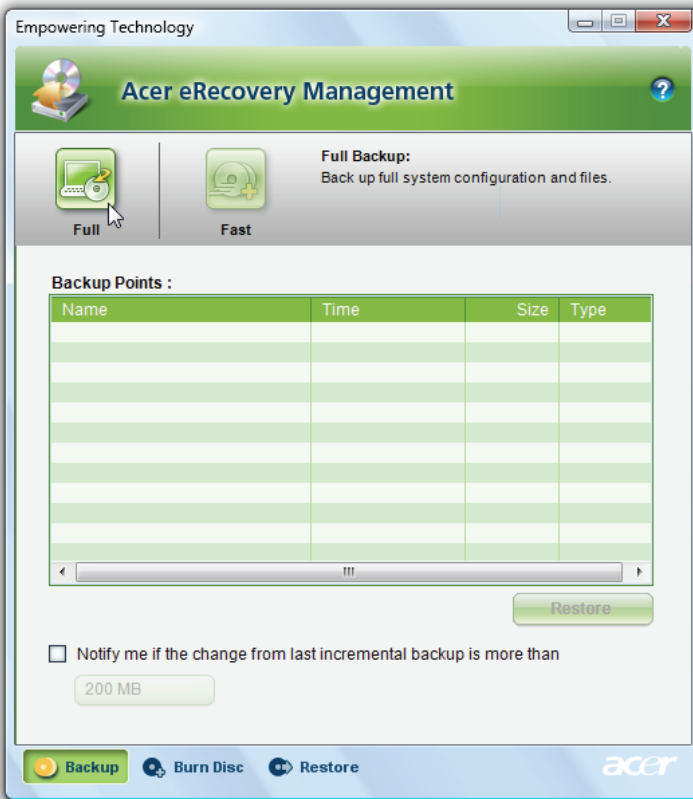 Empowering Technology
Acer eRecovery Management
?
Full
Fast
Full Backup:
Back up full system configuration and files.
Backup Points :
Name Time Size Type
Restore
Notify me if the change from last incremental backup is more than
200 MB
Backup Burn Disc Restore
acer